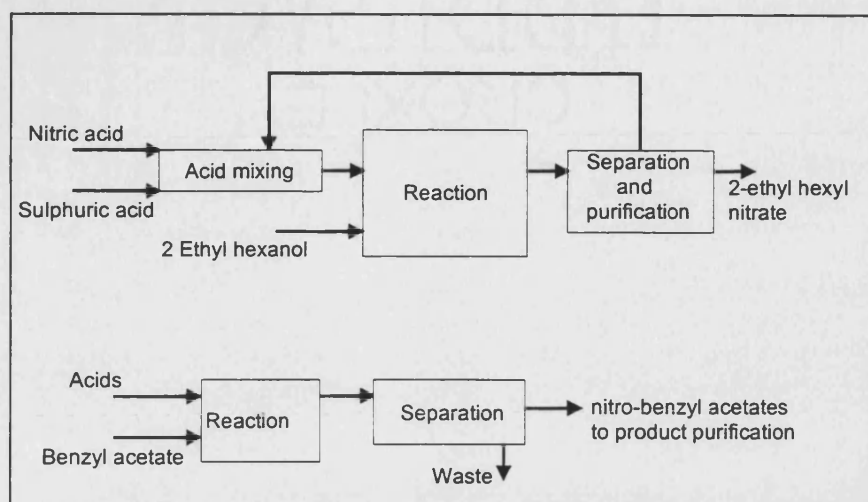 Nitric acid
Acid mixing
Sulphuric acid
2 Ethyl hexanol
Reaction
Separation
and
purification
2-ethyl hexyl
nitrate
Acids
Reaction
Benzyl acetate
Separation
nitro-benzyl acetates
to product purification
Waste